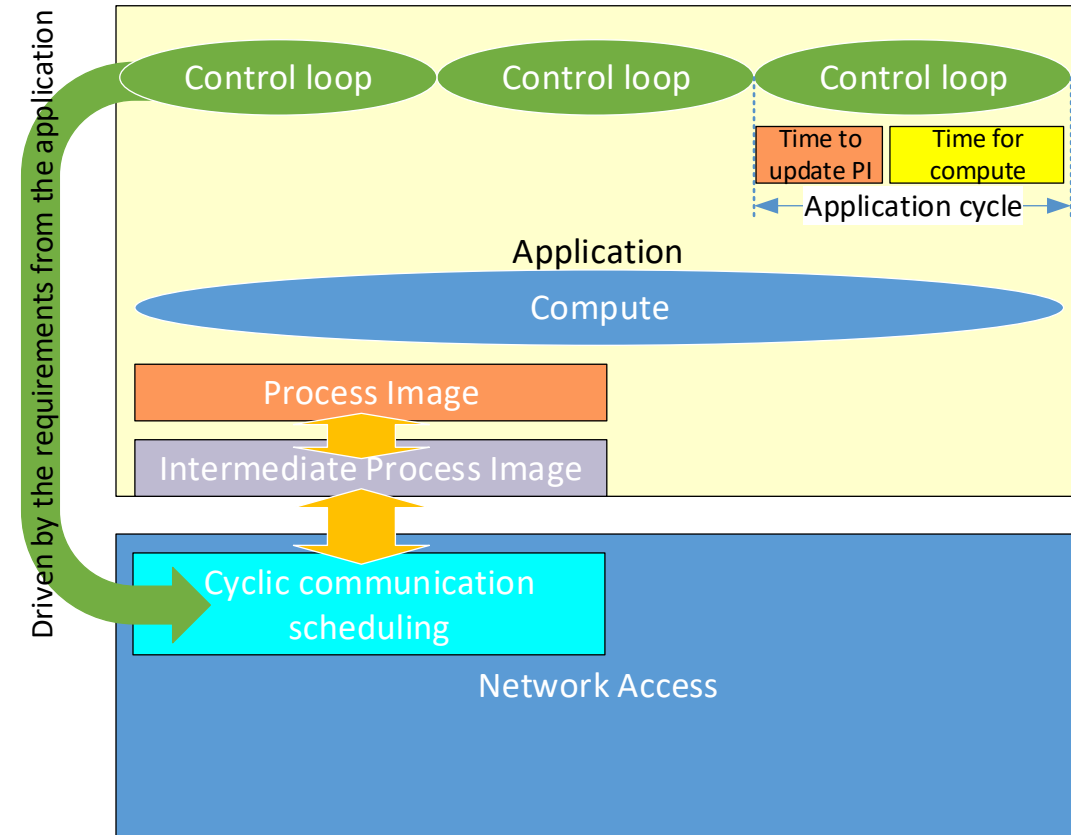 Driven by the requirements from the application
Control loop
Control loop
Control loop
Time to
update PI
Time for
compute
Application cycle
Application
Compute
Process Image
Intermediate Process Image
Cyclic communication
scheduling
Network Access